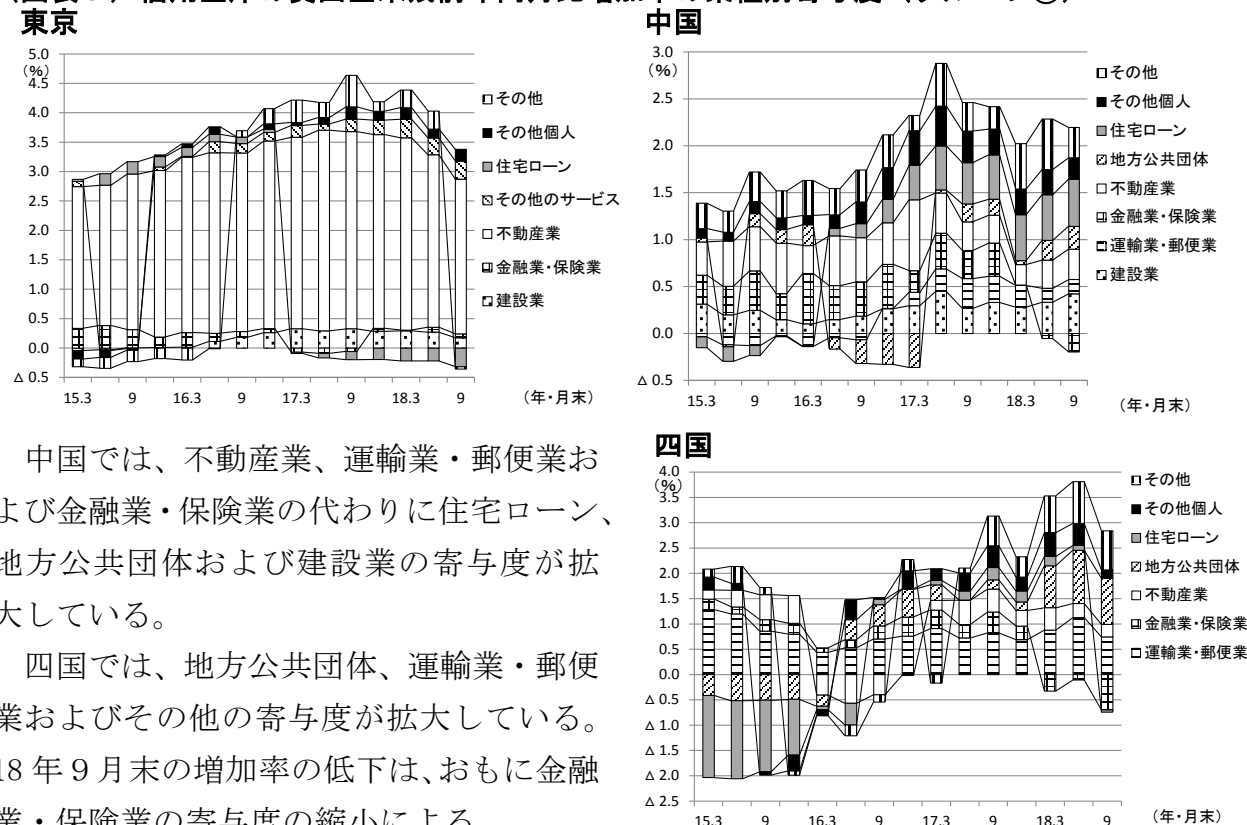 東京
5.0
(%)
4.5
4.0
3.5
3.0
2.5
2.0
1.5
1.0
0.5
0.0
△ 0.5
15.3 9 16.3 9 17.3 9 18.3 9 (年・月末)
その他
その他個人
住宅ローン
その他のサービス
不動産業
金融業・保険業
建設業
中国
3.0
(%)
2.5
2.0
1.5
1.0
0.5
0.0
△ 0.5
15.3 9 16.3 9 17.3 9 18.3 9 (年・月末)
その他
その他個人
住宅ローン
地方公共団体
不動産業
金融業・保険業
運輸業・郵便業
建設業
中国では、不動産業、運輸業・郵便業お
よび金融業・保険業の代わりに住宅ローン、
地方公共団体および建設業の寄与度が拡
大している。
四国では、地方公共団体、運輸業・郵便
業およびその他の寄与度が拡大している。
18 年９月末の増加率の低下は、おもに金融
業・保険業の寄与度の縮小による。
四国
4.0
(%)
3.5
3.0
2.5
2.0
1.5
1.0
0.5
0.0
△ 0.5
△ 1.0
△ 1.5
△ 2.0
△ 2.5
15.3 9 16.3 9 17.3 9 18.3 9 (年・月末)
その他
その他個人
住宅ローン
地方公共団体
不動産業
金融業・保険業
運輸業・郵便業